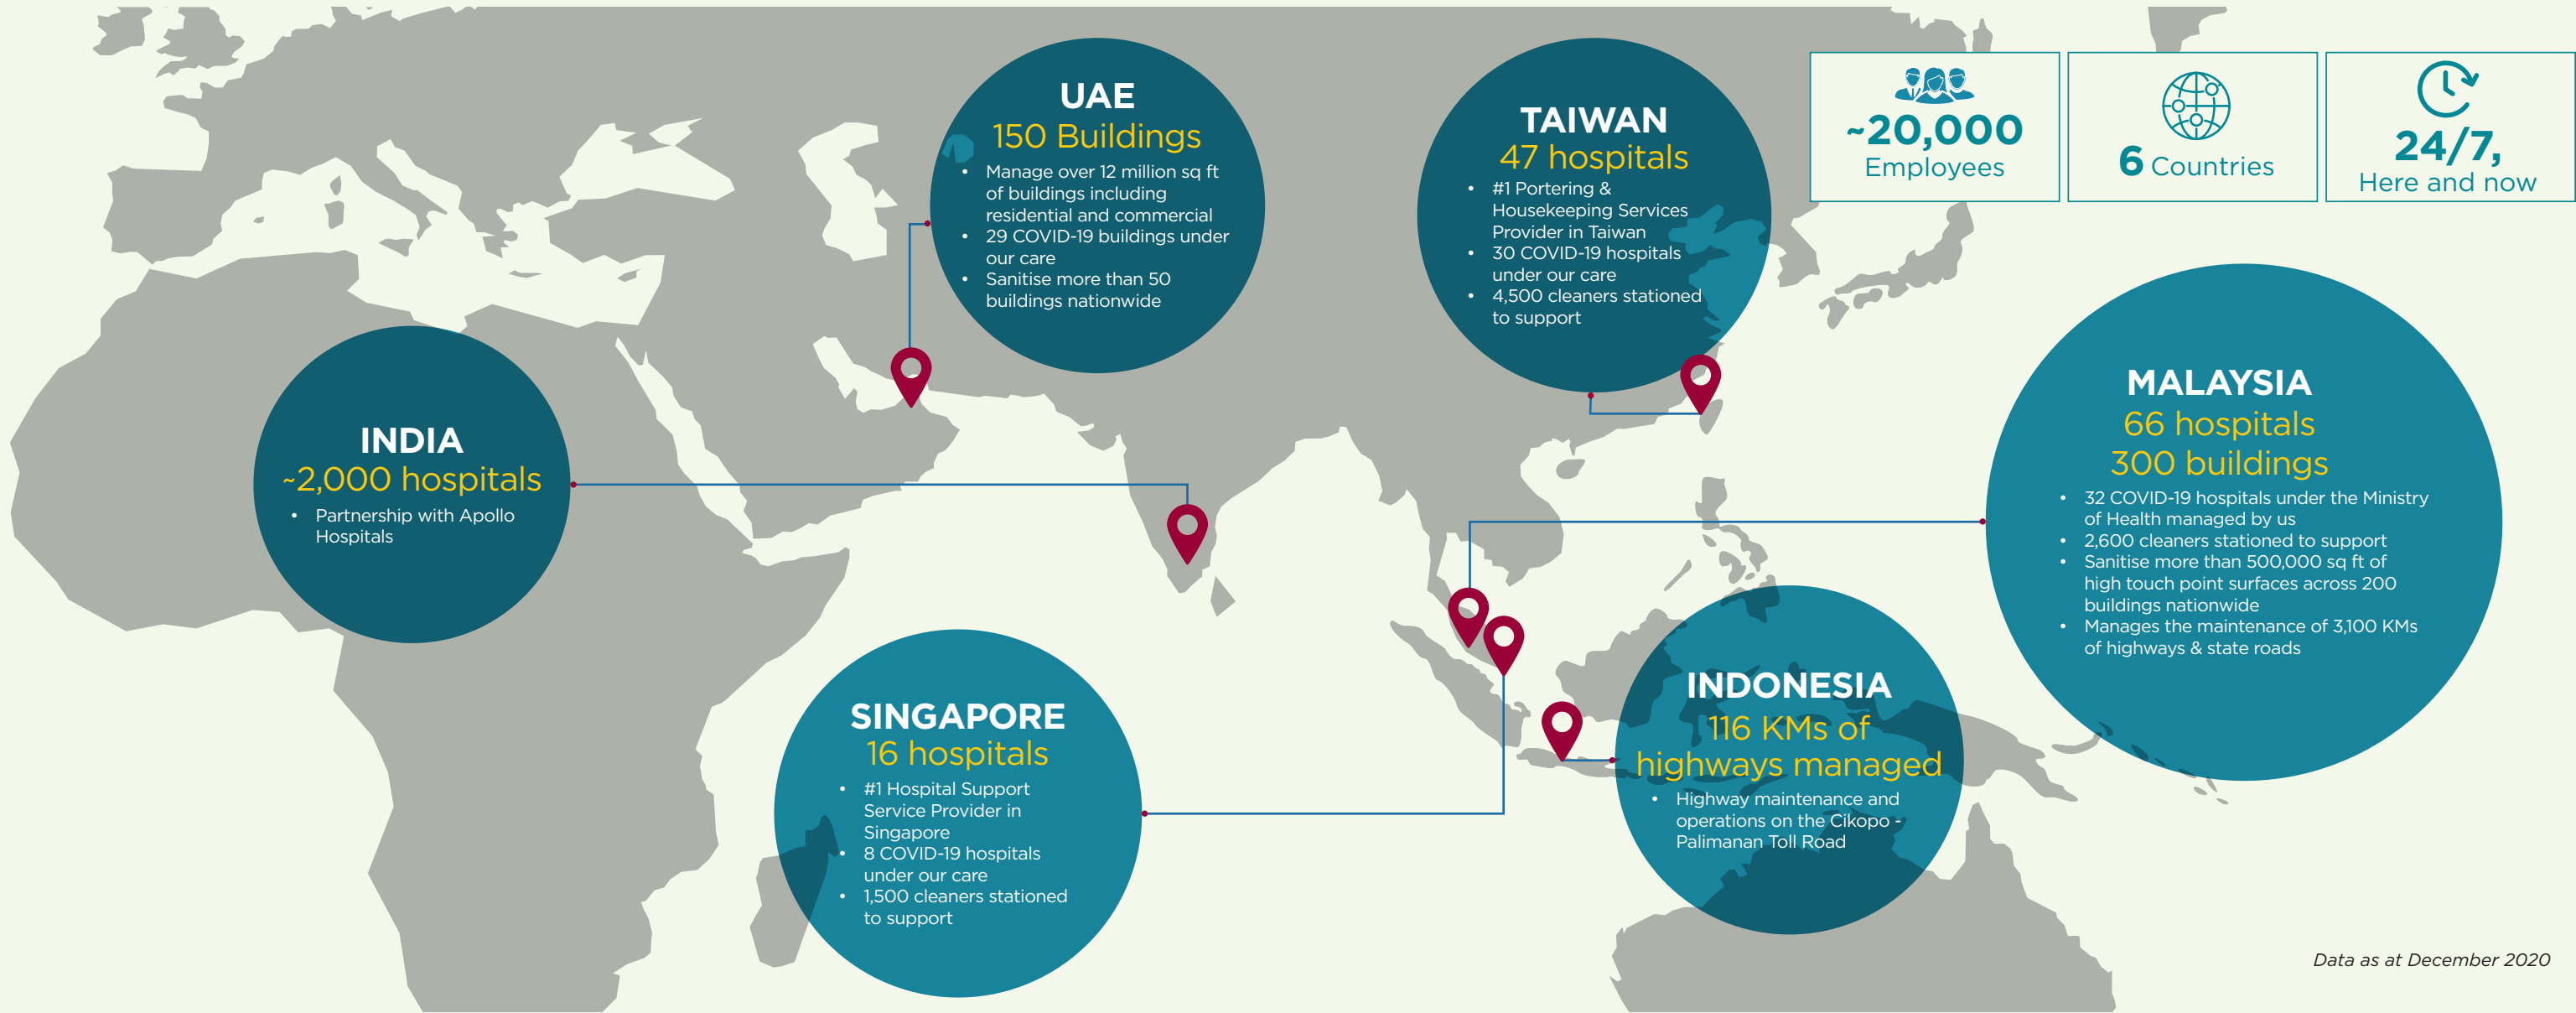 UAE
150 Buildings
• Manage over 12 million sq ft
of buildings including
residential and commercial
• 29 COVID-19 buildings under
our care
• Sanitise more than 50
buildings nationwide
TAIWAN
47 hospitals
• #1 Portering &
Housekeeping Services
Provider in Taiwan
• 30 COVID-19 hospitals
under our care
• 4,500 cleaners stationed
to support
~20,000
Employees
6 Countries
24/7,
Here and now
INDIA
~2,000 hospitals
• Partnership with Apollo
Hospitals
MALAYSIA
66 hospitals
300 buildings
• 32 COVID-19 hospitals under the Ministry
of Health managed by us
• 2,600 cleaners stationed to support
• Sanitise more than 500,000 sq ft of
high touch point surfaces across 200
buildings nationwide
• Manages the maintenance of 3,100 KMs
of highways & state roads
SINGAPORE
16 hospitals
• #1 Hospital Support
Service Provider in
Singapore
• 8 COVID-19 hospitals
under our care
• 1,500 cleaners stationed
to support
INDONESIA
116 KMs of
highways managed
• Highway maintenance and
operations on the Cikopo -
Palimanan Toll Road
Data as at December 2020